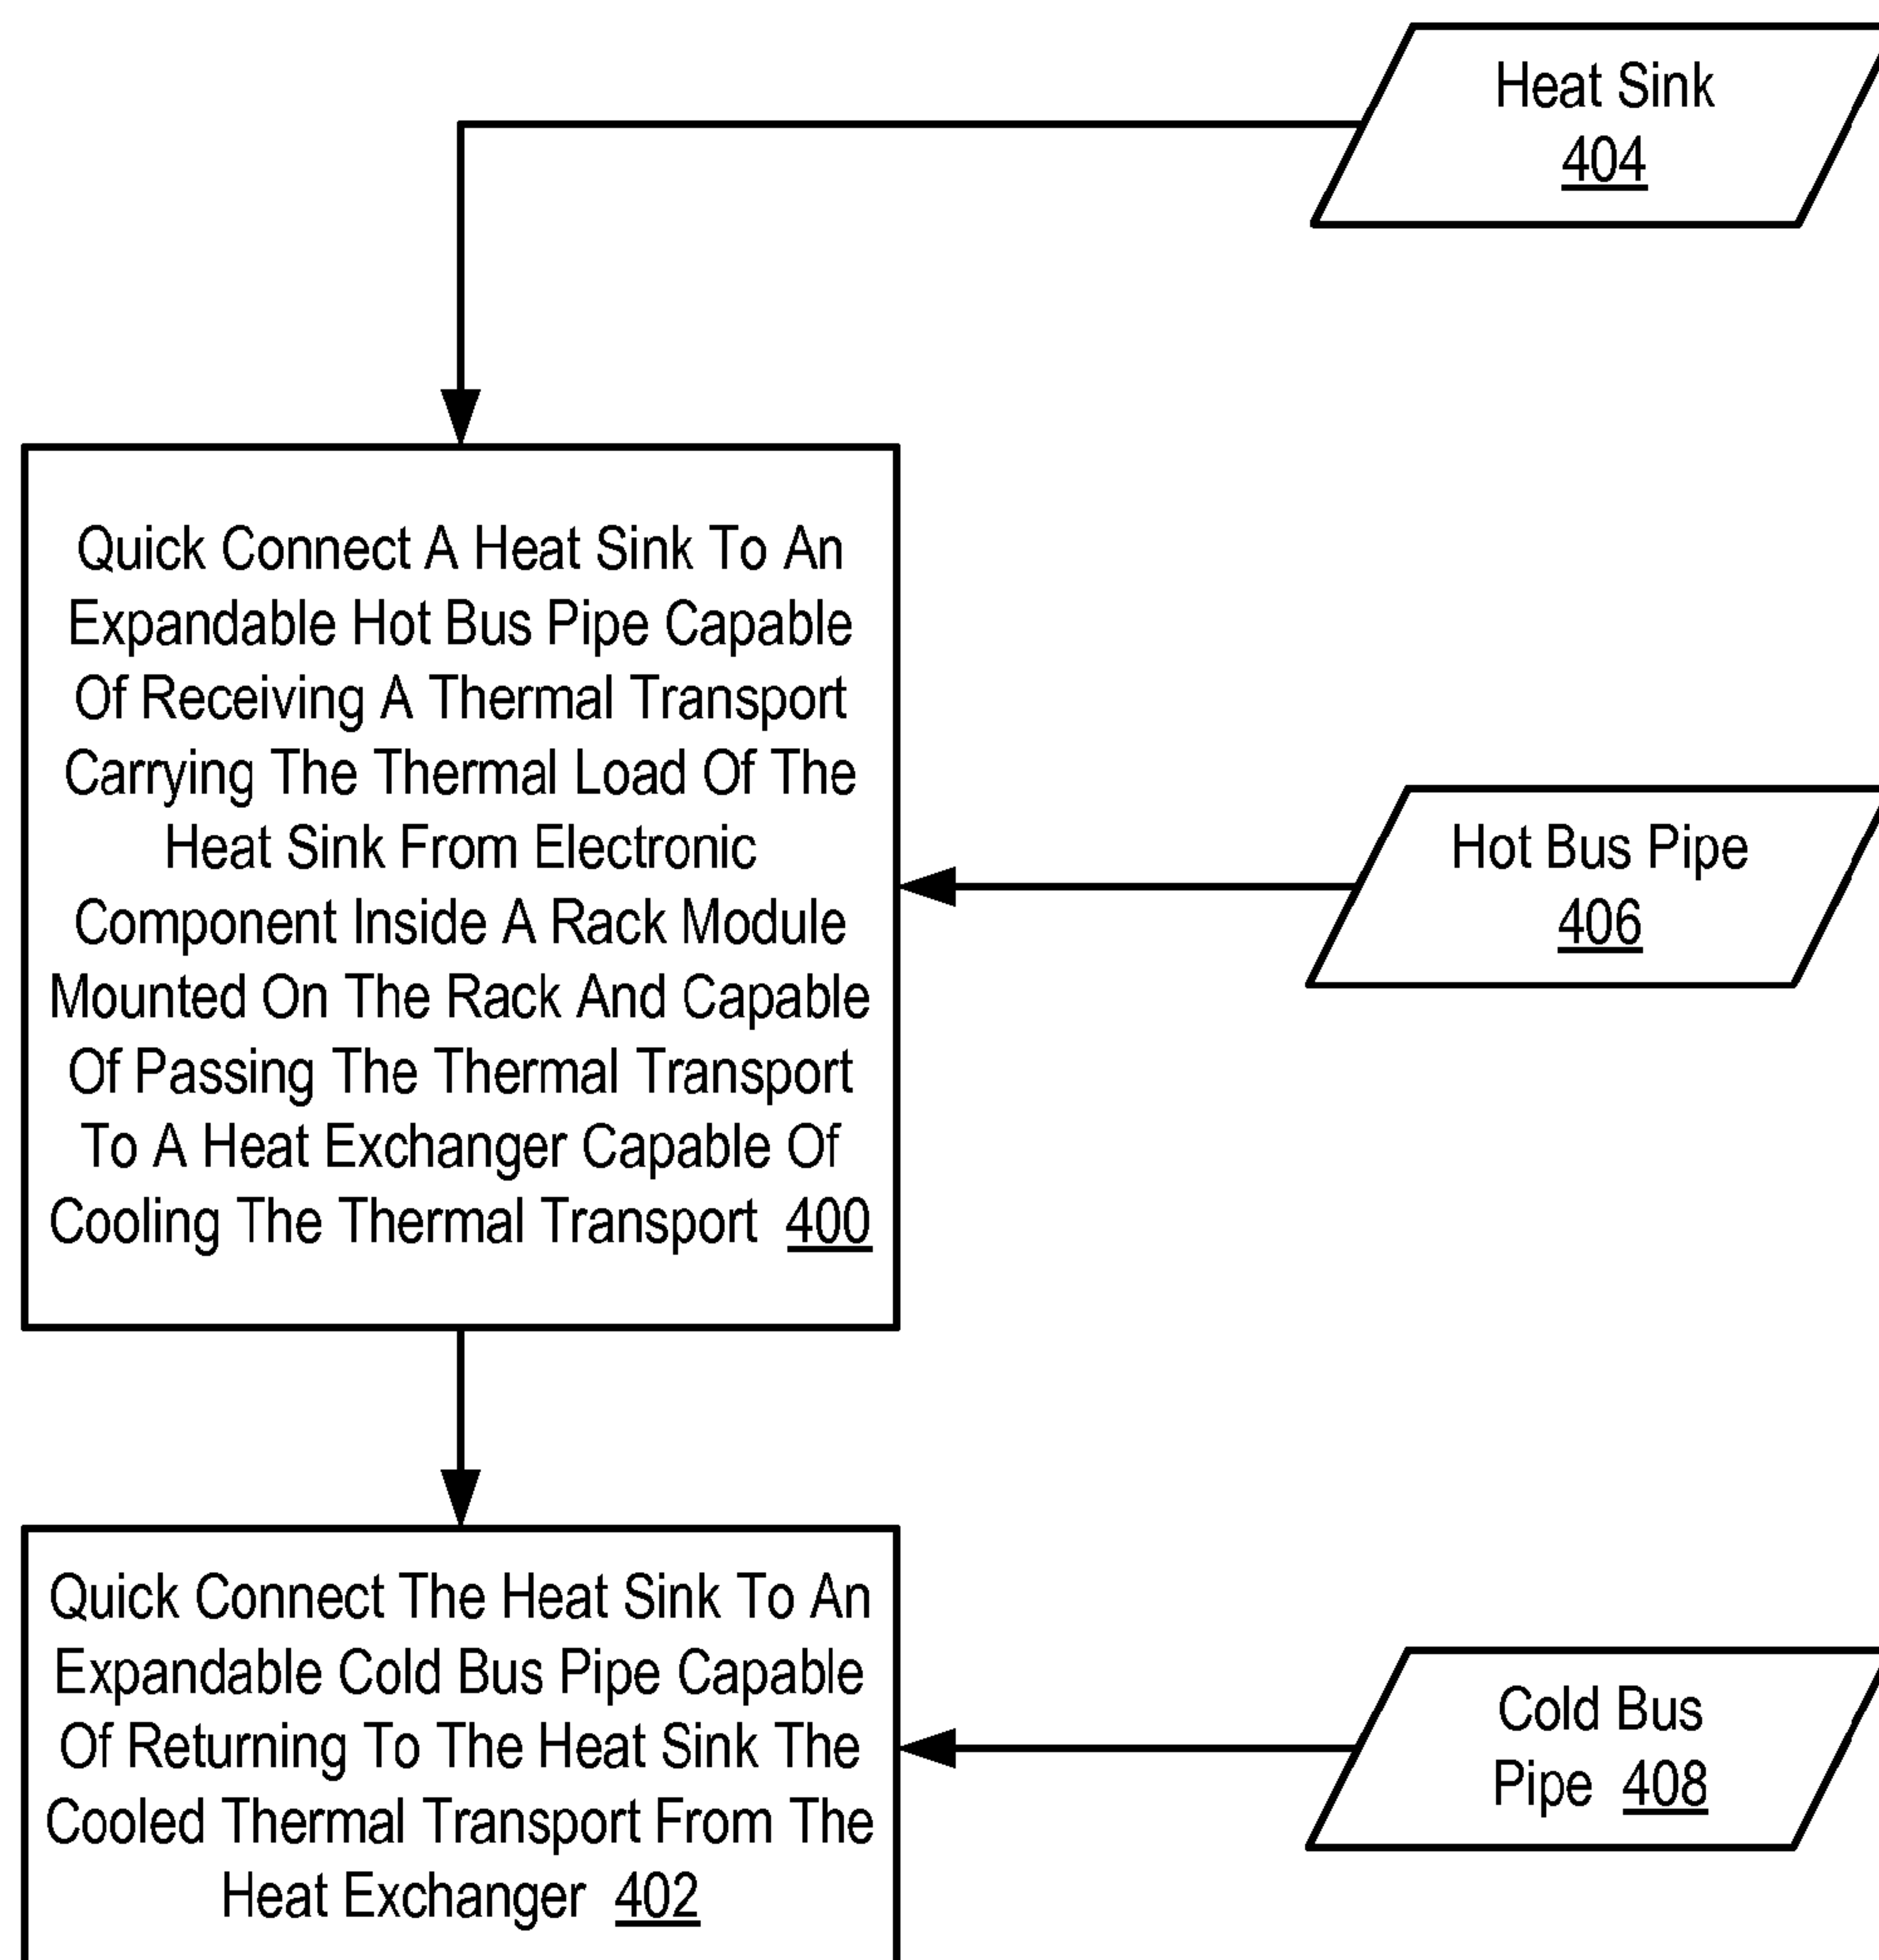 Heat Sink
404
Quick Connect A Heat Sink To An
Expandable Hot Bus Pipe Capable
Of Receiving A Thermal Transport
Carrying The Thermal Load Of The
Heat Sink From Electronic
Component Inside A Rack Module
Mounted On The Rack And Capable
Of Passing The Thermal Transport
To A Heat Exchanger Capable Of
Cooling The Thermal Transport 400
Hot Bus Pipe
406
Quick Connect The Heat Sink To An
Expandable Cold Bus Pipe Capable
Of Returning To The Heat Sink The
Cooled Thermal Transport From The
Heat Exchanger 402
Cold Bus
Pipe 408